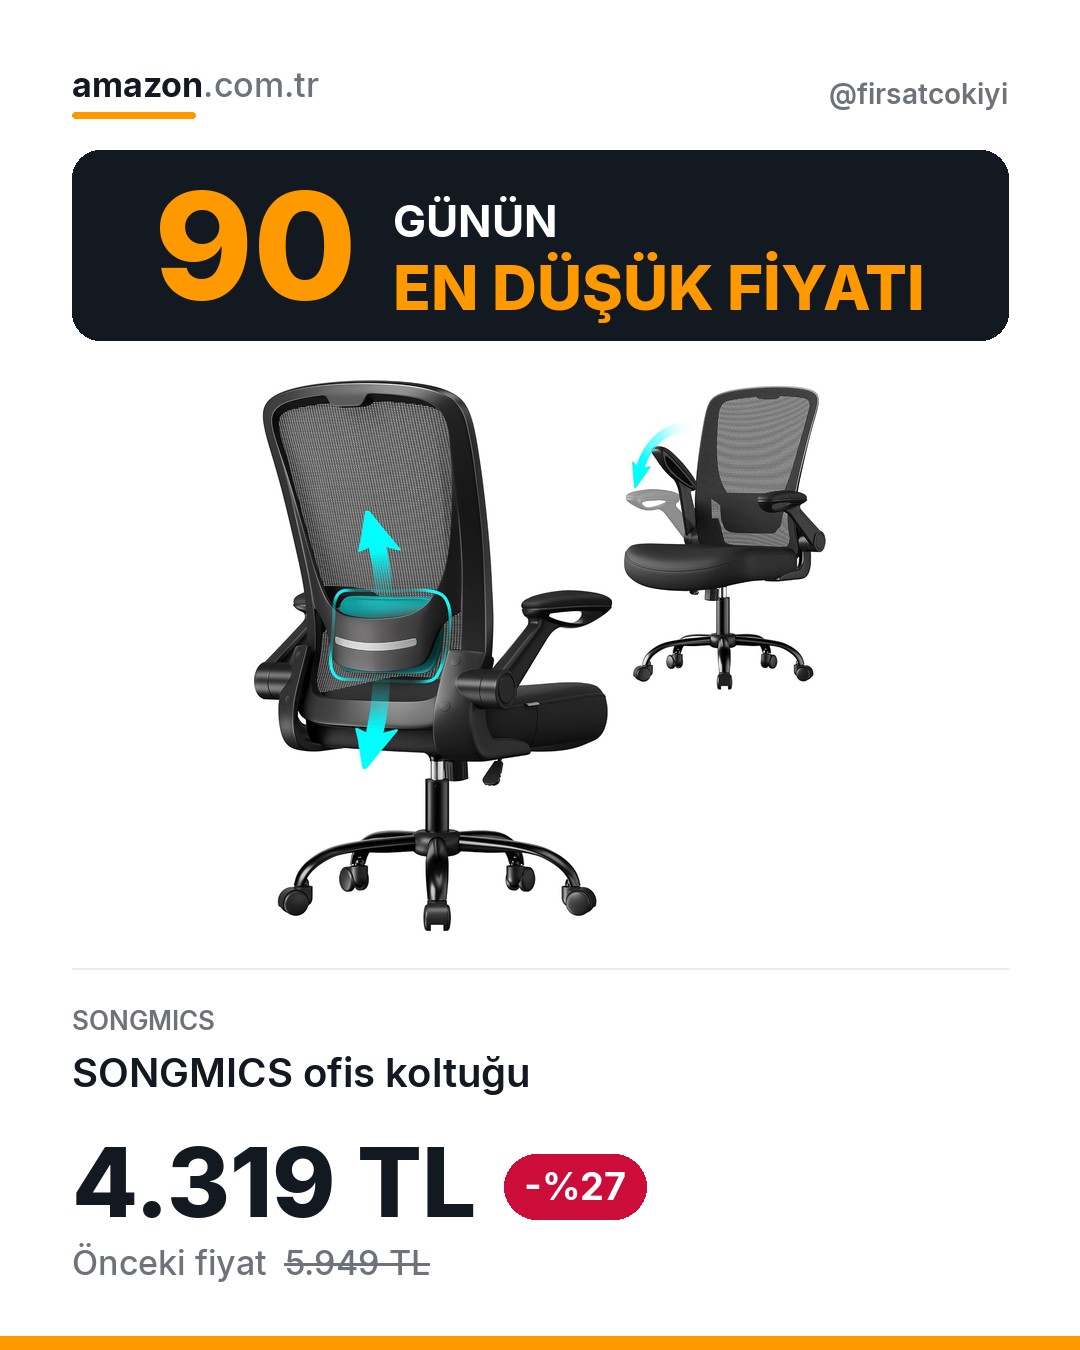 amazon.com.tr
@firsatcokiyi
90
GÜNÜN
EN DÜŞÜK FİYATI
SONGMICS
SONGMICS ofis koltuğu
4.319 TL
-%27
Önceki fiyat 5.949 TL